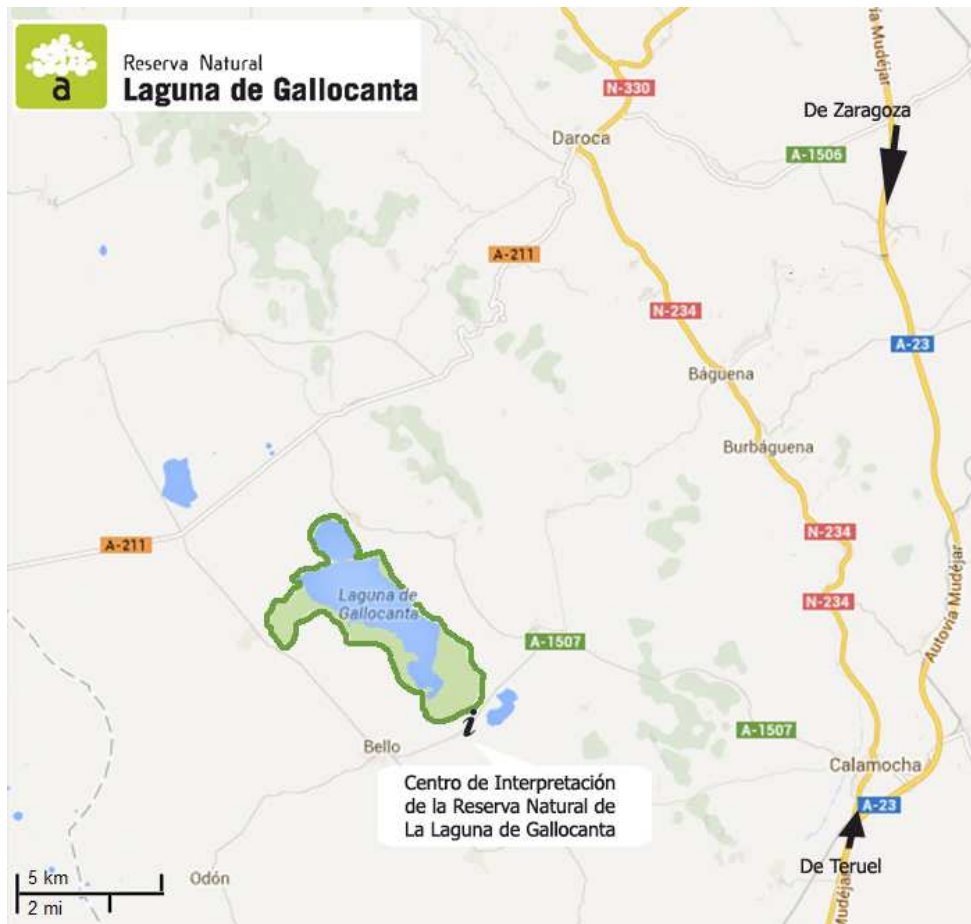 a
Reserva Natural
Laguna de Gallocanta
N-330
Mudéjar
De Zaragoza
Daroca
A-1506
A-211
N-234
A-23
Báguena
Burbáguena
N-234
A-211
N-234
Laguna de
Gallocanta
A-1507
Autovía Mudéjar
A-1507
Bello
Calamocha
i
Centro de Interpretación
de la Reserva Natural de
La Laguna de Gallocanta
A-23
De Teruel
Odón
5 km
2 mi